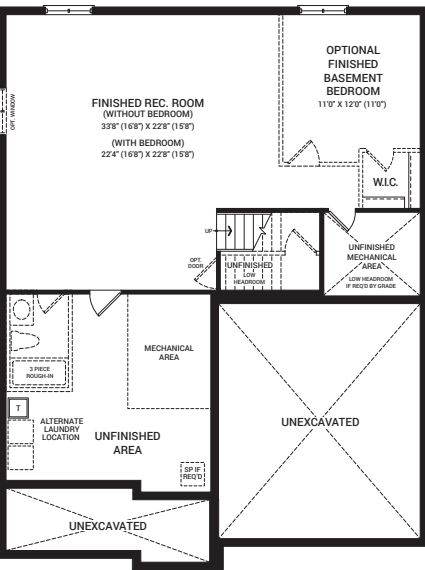 OPTIONAL
FINISHED
BASEMENT
BEDROOM
11'0" X 12'0" (11'0")
OPT. WINDOW
FINISHED REC. ROOM
(WITHOUT BEDROOM)
33'8" (16'8") X 22'8" (15'8")
(WITH BEDROOM)
22'4" (16'8") X 22'8" (15'8")
W.I.C.
UP
OPT.
DOOR
UNFINISHED
LOW
HEADROOM
UNFINISHED
MECHANICAL
AREA
LOW HEADROOM
IF REQ'D BY GRADE
MECHANICAL
AREA
3 PIECE
ROUGH-IN
T
ALTERNATE
LAUNDRY
LOCATION
UNFINISHED
AREA
SP IF
REQ'D
UNEXCAVATED
UNEXCAVATED